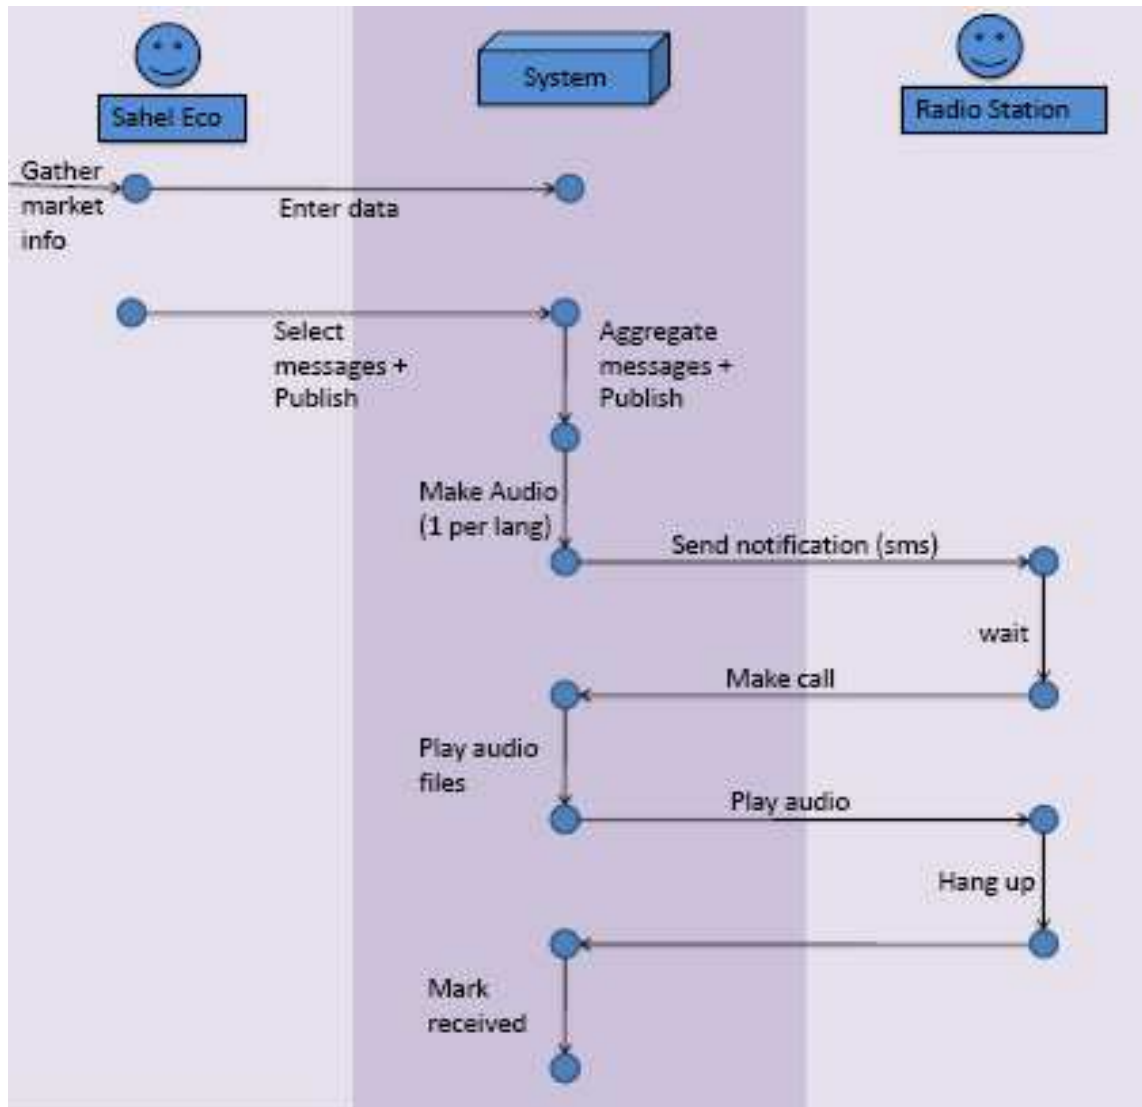 Sahel Eco
System
Radio Station
Gather
market
info
Enter data
Select
messages +
Publish
Aggregate
messages +
Publish
Make Audio
(1 per lang)
Send notification (sms)
wait
Make call
Play audio
files
Play audio
Hang up
Mark
received